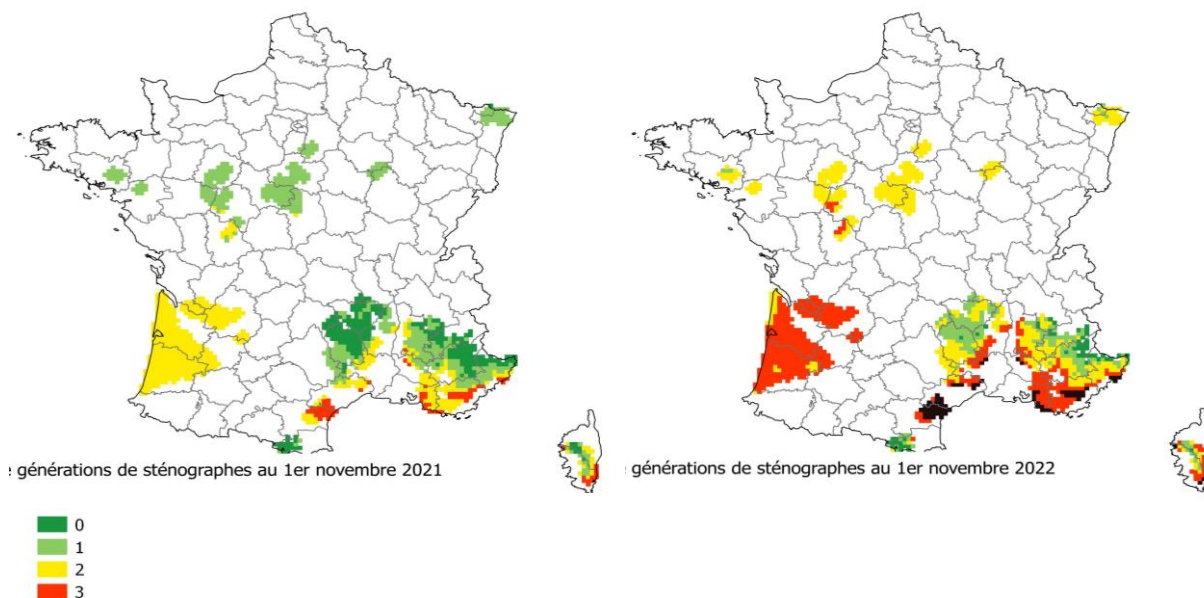 e générations de sténographes au 1er novembre 2021
: générations de sténographes au 1er novembre 2022
0
1
2
3